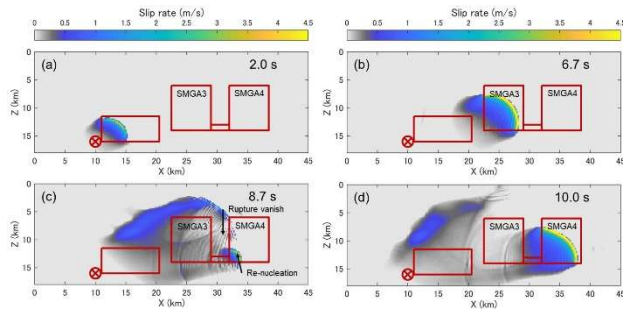 Slip rate (m/s)
0 0.5 1 1.5 2 2.5 3 3.5 4 4.5
Slip rate (m/s)
0 0.5 1 1.5 2 2.5 3 3.5 4 4.5
(a) 2.0 s
SMGA3 SMGA4
Z (km)
0 5 10 15
0 5 10 15 20 25 30 35 40 45
X (km)
(b) 6.7 s
SMGA3 SMGA4
Z (km)
0 5 10 15
0 5 10 15 20 25 30 35 40 45
X (km)
(c) 8.7 s
Rupture vanish
SMGA3 SMGA4
Re-nucleation
Z (km)
0 5 10 15
0 5 10 15 20 25 30 35 40 45
X (km)
(d) 10.0 s
SMGA3 SMGA4
Z (km)
0 5 10 15
0 5 10 15 20 25 30 35 40 45
X (km)